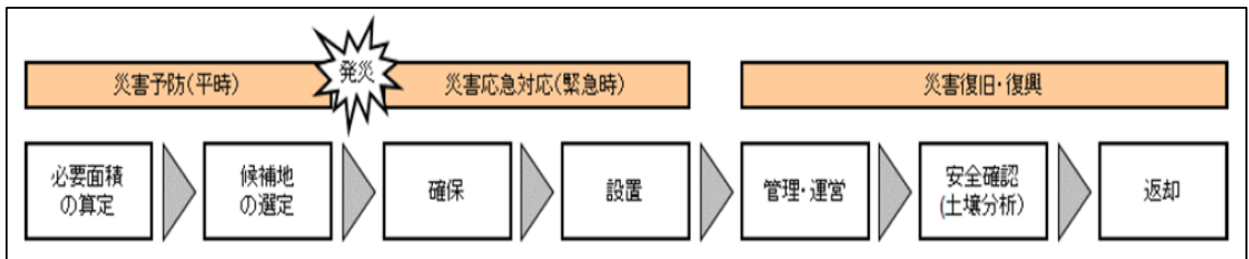 災害予防(平時)
発災
災害応急対応(緊急時)
災害復旧・復興
必要面積
の算定
候補地
の選定
確保
設置
管理・運営
安全確認
(土壌分析)
返却